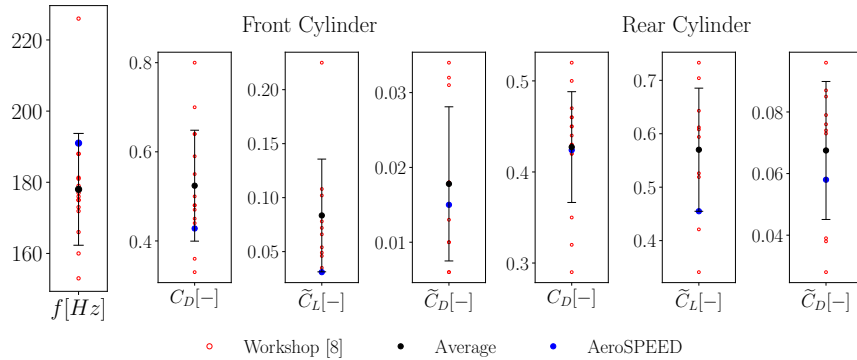 Front Cylinder
Rear Cylinder
220
210
200
190
180
170
160
f[Hz]
0.8
0.6
0.4
C_D[−]
0.20
0.15
0.10
0.05
C̃_L[−]
0.03
0.02
0.01
C̃_D[−]
0.5
0.4
0.3
C_D[−]
0.7
0.6
0.5
0.4
C̃_L[−]
0.08
0.06
0.04
C̃_D[−]
Workshop [8] Average AeroSPEED